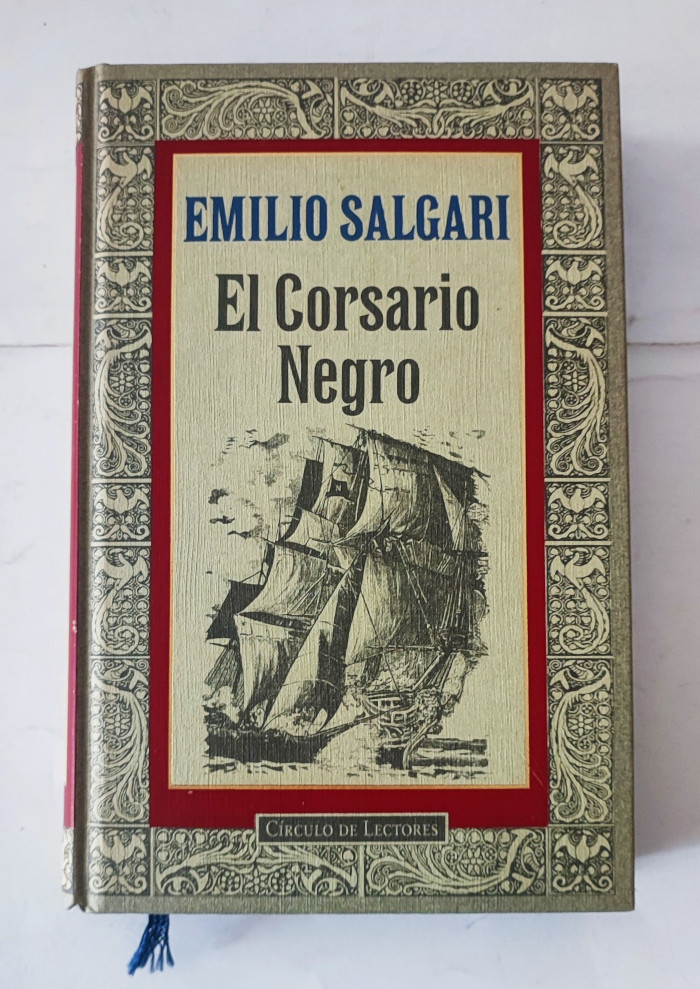 EMILIO SALGARI
El Corsario
Negro
N
CÍRCULO DE LECTORES